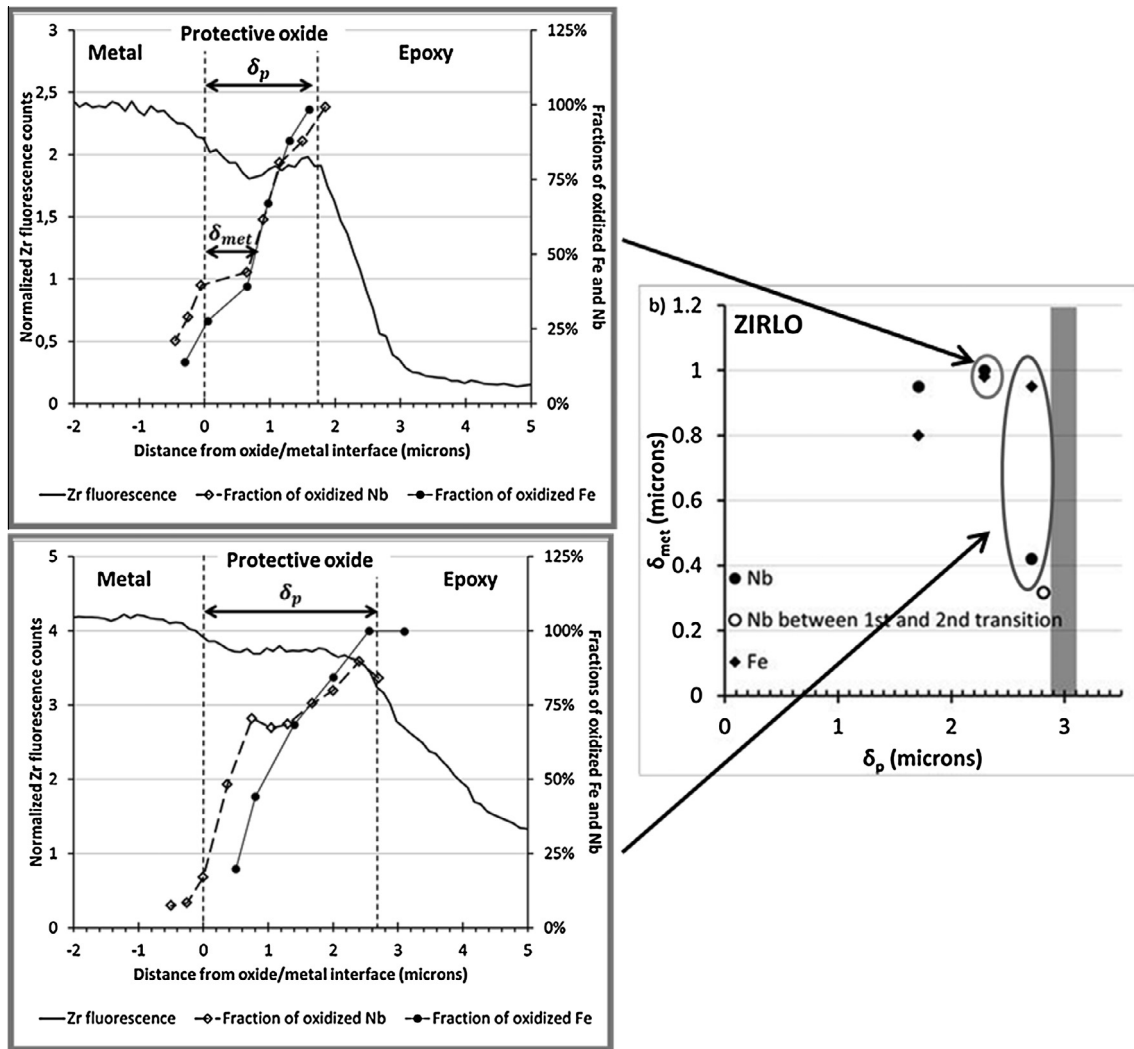 Metal
Protective oxide
Epoxy
δp
δmet
3
2,5
2
1,5
1
0,5
0
125%
100%
75%
50%
25%
0%
-2 -1 0 1 2 3 4 5
Normalized Zr fluorescence counts
Fractions of oxidized Fe and Nb
Distance from oxide/metal interface (microns)
Zr fluorescence Fraction of oxidized Nb Fraction of oxidized Fe
Metal
Protective oxide
Epoxy
δp
5
4
3
2
1
0
125%
100%
75%
50%
25%
0%
-2 -1 0 1 2 3 4 5
Normalized Zr fluorescence counts
Fractions of oxidized Fe and Nb
Distance from oxide/metal interface (microns)
Zr fluorescence Fraction of oxidized Nb Fraction of oxidized Fe
b)
ZIRLO
1.2
1
0.8
0.6
0.4
0.2
0
δmet (microns)
Nb
Nb between 1st and 2nd transition
Fe
0 1 2 3
δp (microns)